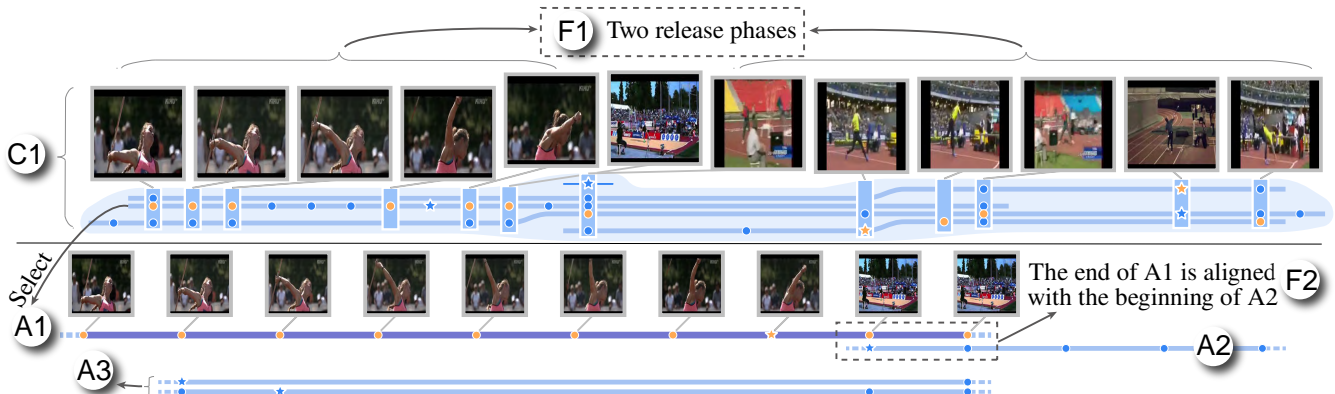 F1 Two release phases
C1
Select
A1
The end of A1 is aligned
with the beginning of A2
F2
A2
A3